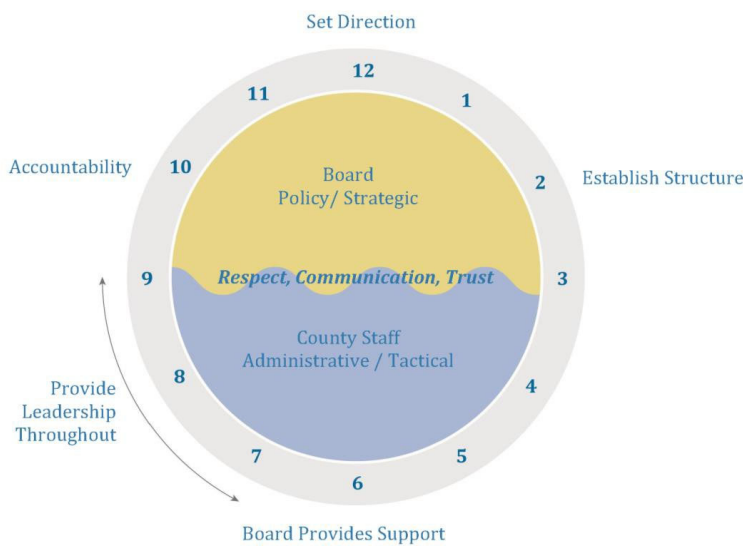 Set Direction
12
11
1
Accountability
10
Board
Policy/ Strategic
2
Establish Structure
9
Respect, Communication, Trust
3
County Staff
Administrative / Tactical
8
4
Provide
Leadership
Throughout
7
5
6
Board Provides Support